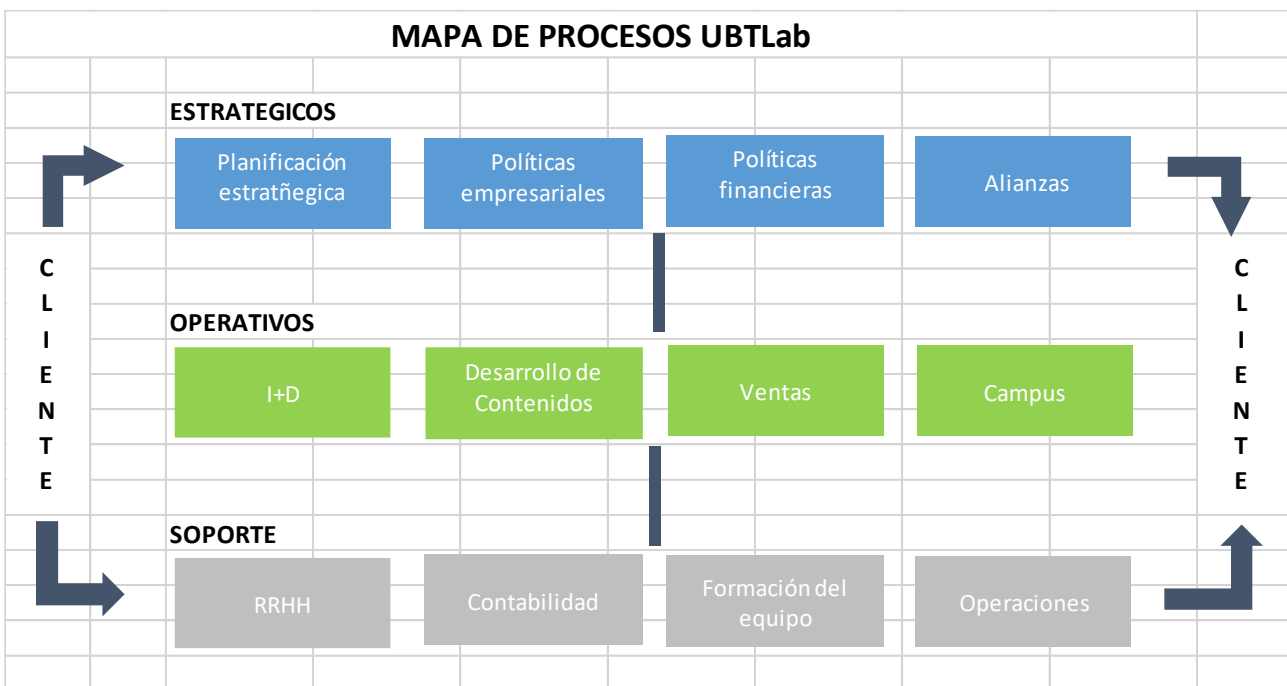 MAPA DE PROCESOS UBTLab
ESTRATEGICOS
Planificación
estratñegica
Políticas
empresariales
Políticas
financieras
Alianzas
C
L
I
E
N
T
E
OPERATIVOS
I+D
Desarrollo de
Contenidos
Ventas
Campus
C
L
I
E
N
T
E
SOPORTE
RRHH
Contabilidad
Formación del
equipo
Operaciones